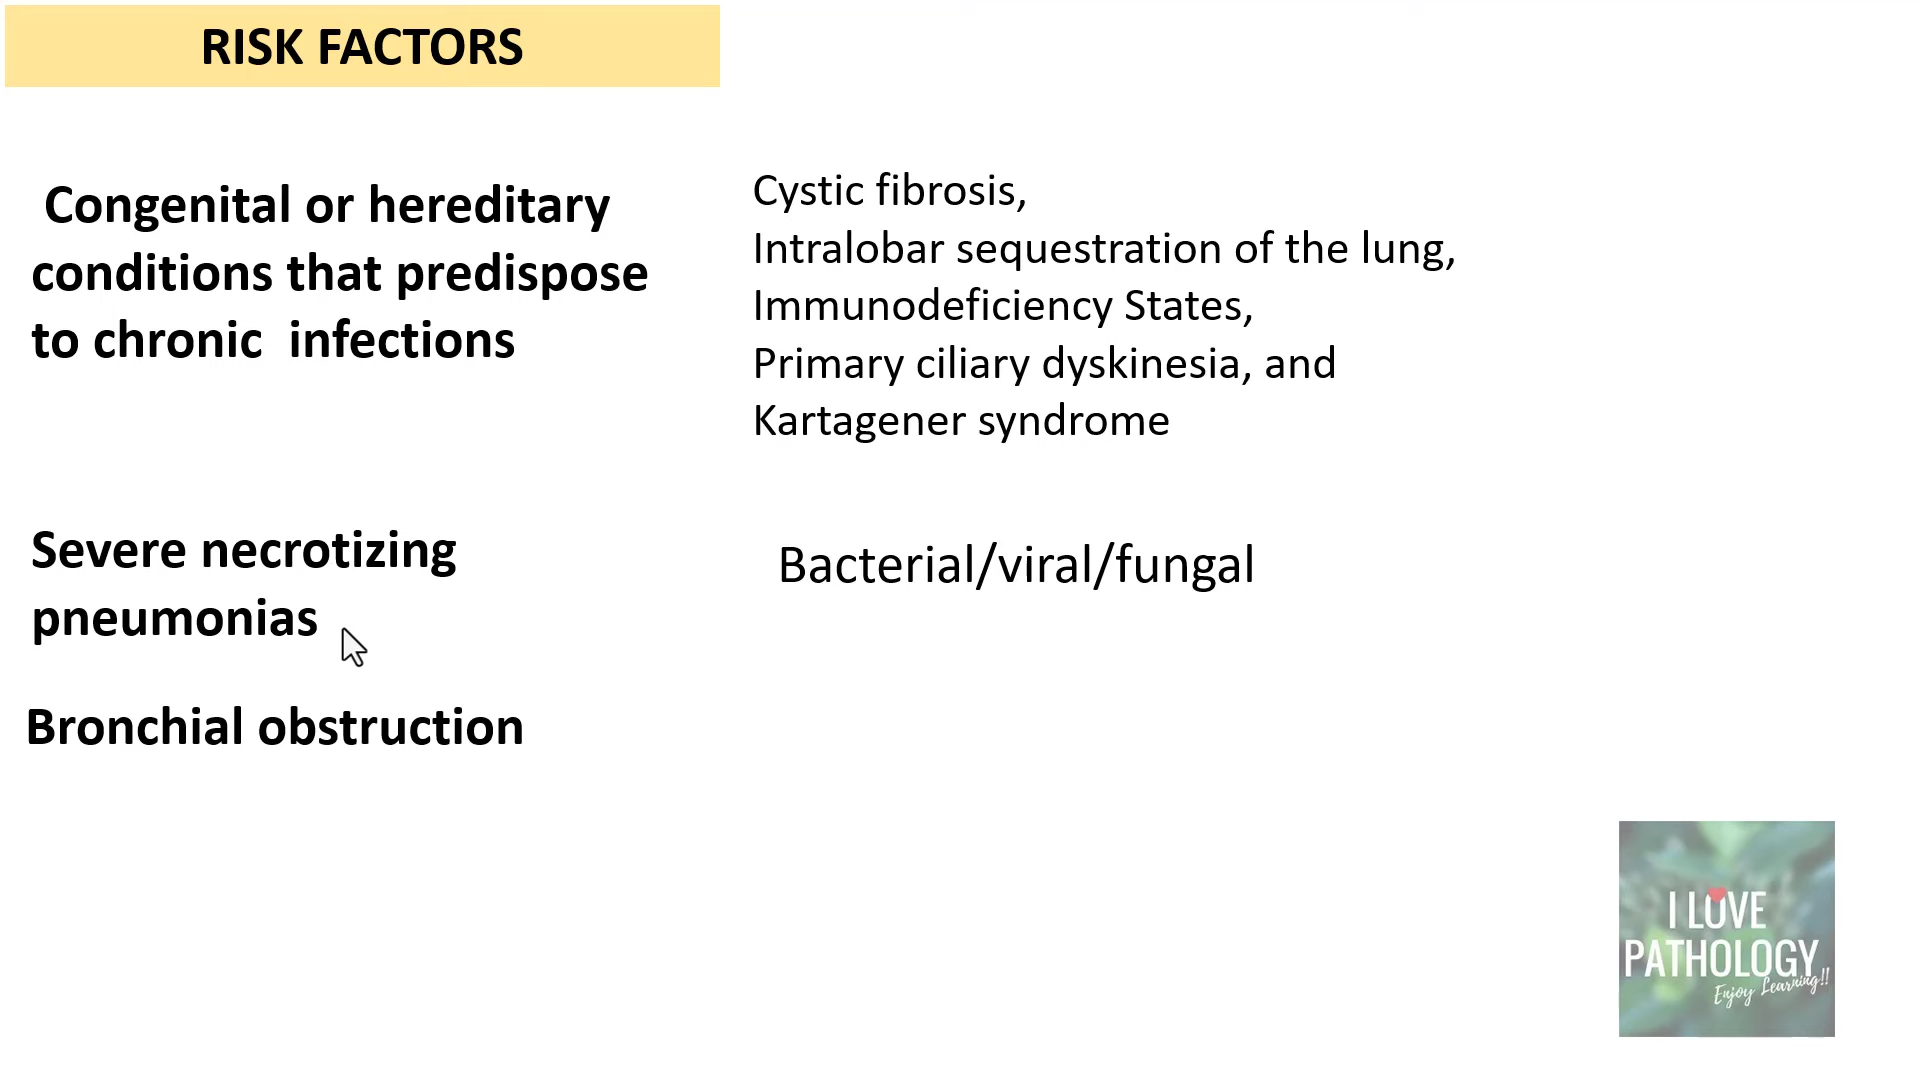 RISK FACTORS
Congenital or hereditary
conditions that predispose
to chronic infections
Cystic fibrosis,
Intralobar sequestration of the lung,
Immunodeficiency States,
Primary ciliary dyskinesia, and
Kartagener syndrome
Severe necrotizing
pneumonias
Bacterial/viral/fungal
Bronchial obstruction
I LOVE
PATHOLOGY
Enjoy Learning!!